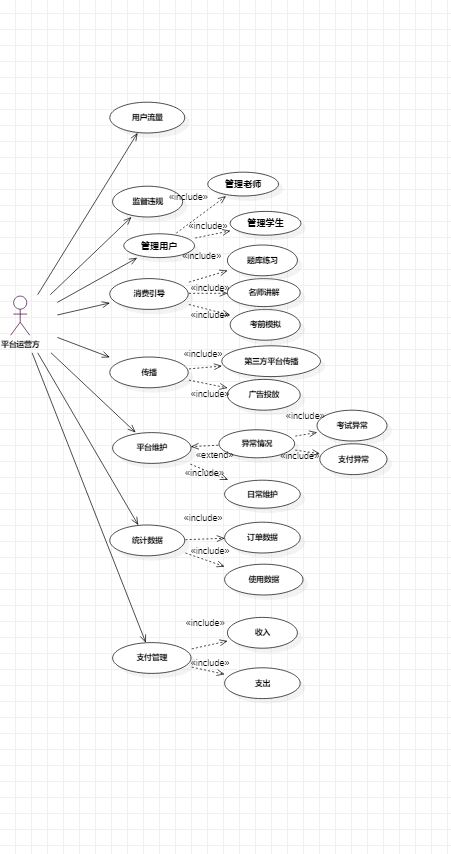 用户流量
管理老师
监督违规
«include»
管理学生
«include»
管理用户
«include»
题库练习
消费引导
«include»
名师讲解
«include»
考前模拟
平台运营方
«include»
第三方平台传播
传播
«include»
广告投放
«include»
考试异常
异常情况
平台维护
«extend»
«include»
支付异常
«include»
日常维护
«include»
订单数据
统计数据
«include»
使用数据
«include»
收入
支付管理
«include»
支出